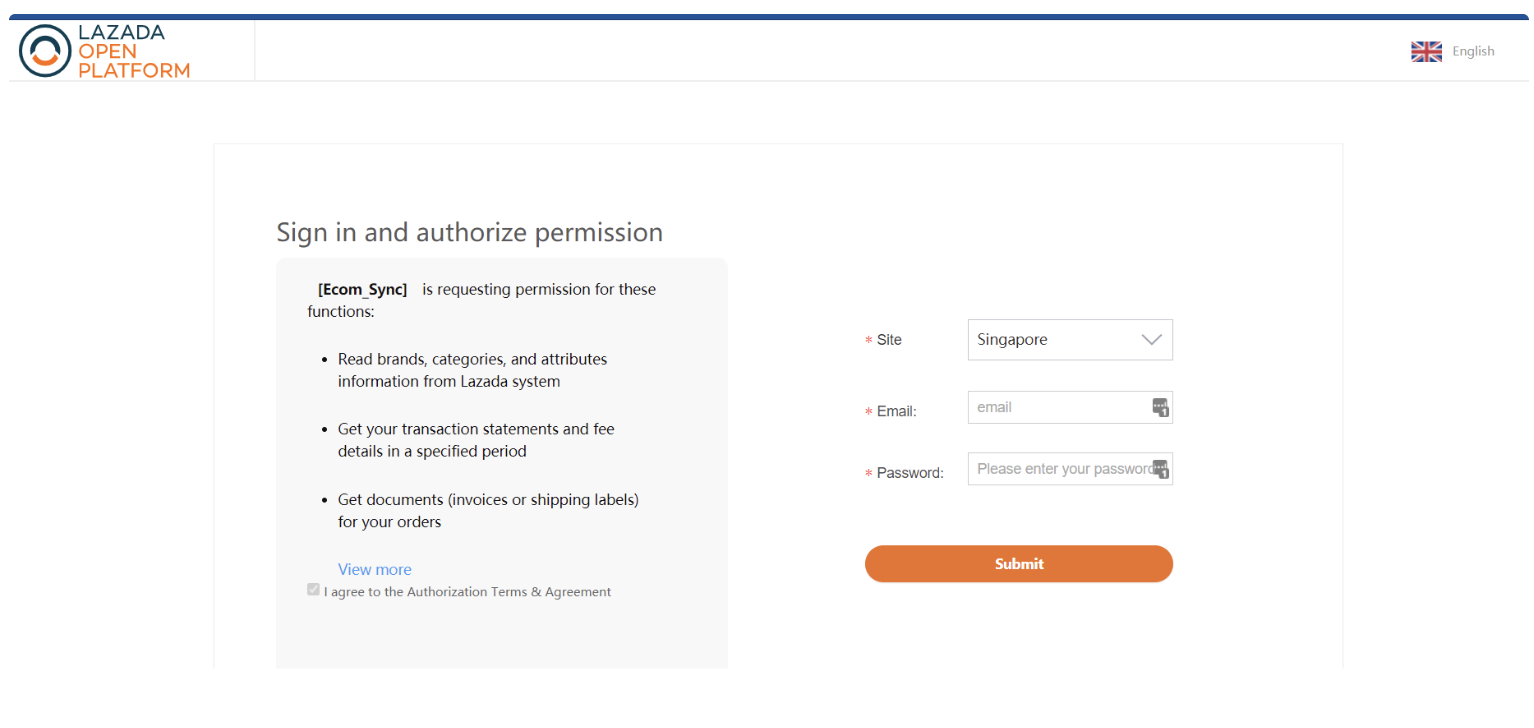 LAZADA
OPEN
PLATFORM
English
Sign in and authorize permission
[Ecom_Sync] is requesting permission for these
functions:
• Read brands, categories, and attributes
information from Lazada system
• Get your transaction statements and fee
details in a specified period
• Get documents (invoices or shipping labels)
for your orders
View more
I agree to the Authorization Terms & Agreement
* Site Singapore
* Email: email 1
* Password: Please enter your password 1
Submit